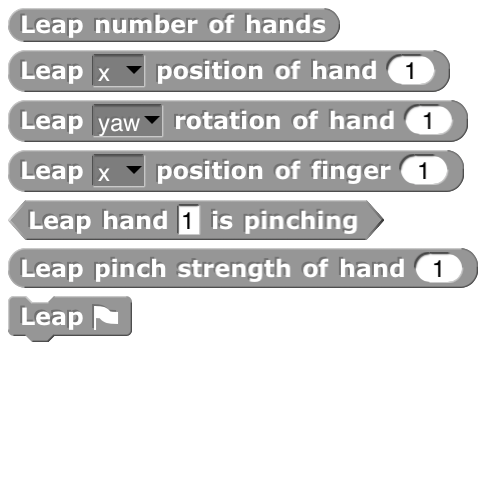 Leap number of hands
Leap x position of hand 1
Leap yaw rotation of hand 1
Leap x position of finger 1
Leap hand 1 is pinching
Leap pinch strength of hand 1
Leap